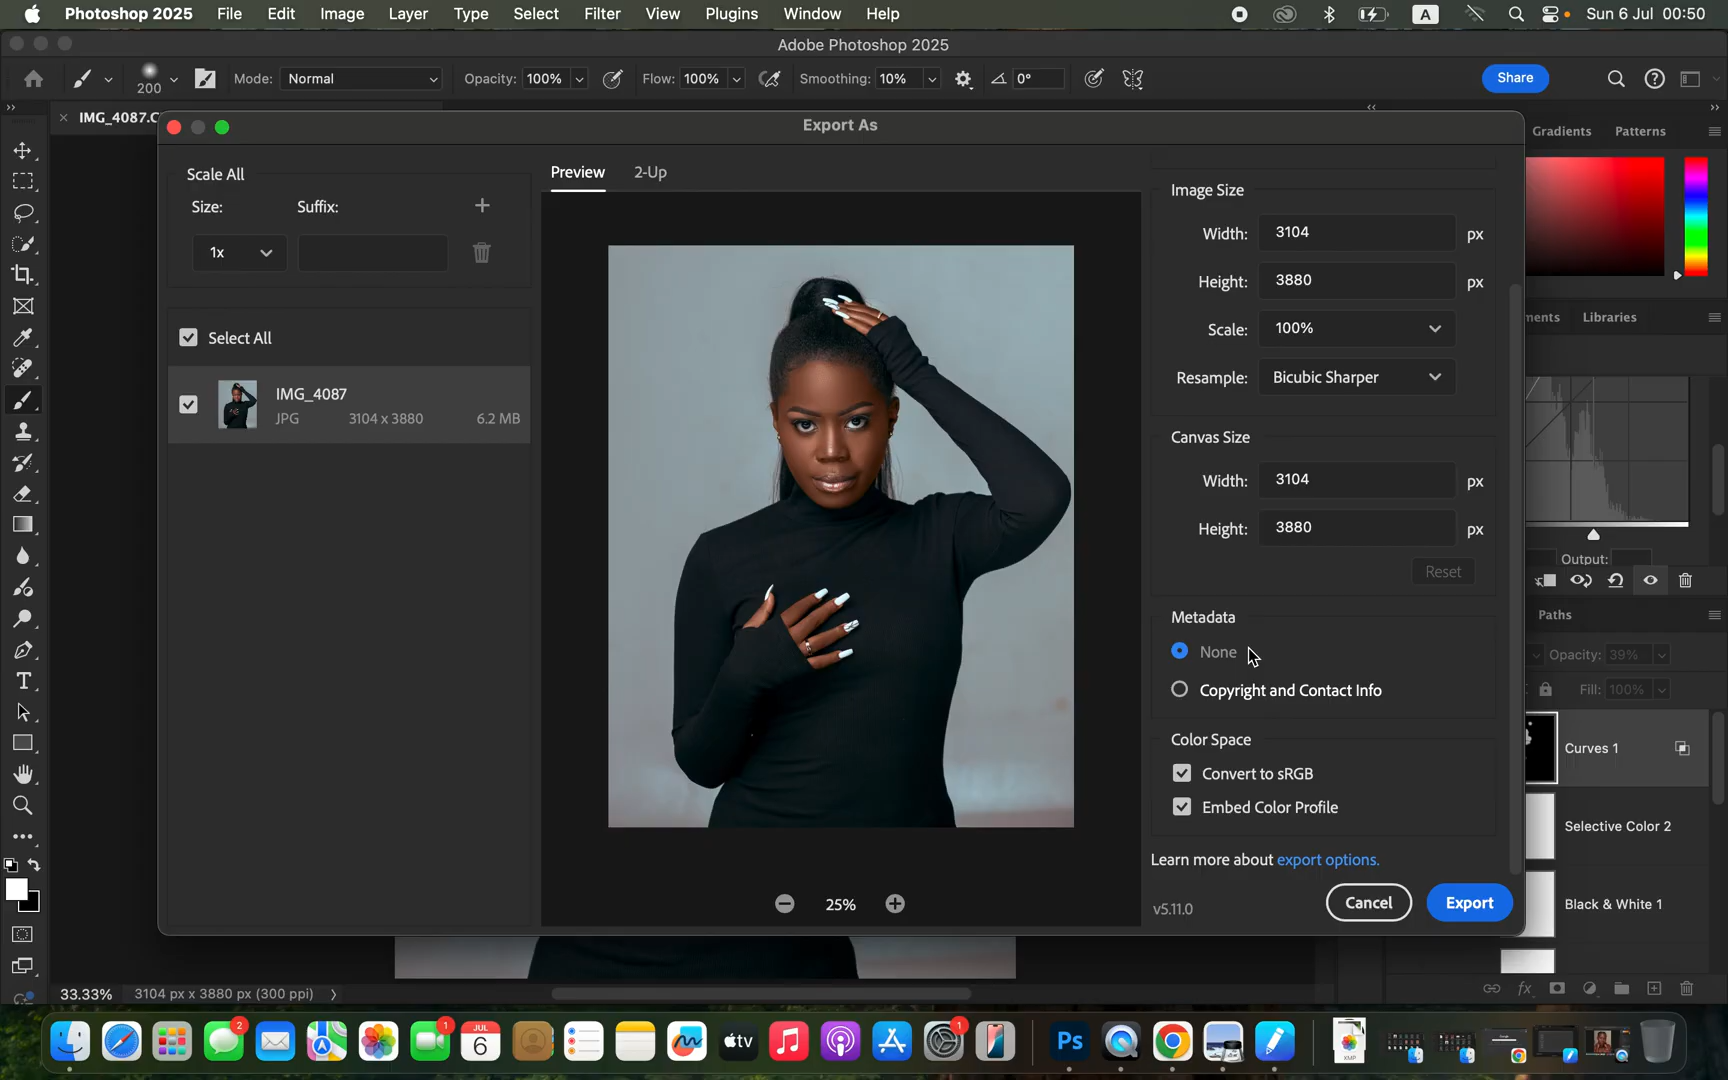 Photoshop 2025 File Edit Image Layer Type Select Filter View Plugins Window Help A Sun 6 Jul 00:50
Adobe Photoshop 2025
200 Mode: Normal Opacity: 100% Flow: 100% Smoothing: 10% 0° Share
IMG_4087.C
Export As
Gradients Patterns
Scale All
Size: Suffix:
1x
Select All
IMG_4087
JPG 3104 x 3880 6.2 MB
Preview 2-Up
25%
Image Size
Width: 3104 px
Height: 3880 px
Scale: 100%
Resample: Bicubic Sharper
Canvas Size
Width: 3104 px
Height: 3880 px
Reset
Metadata
None
Copyright and Contact Info
Color Space
Convert to sRGB
Embed Color Profile
Learn more about export options.
v5.11.0 Cancel Export
ments Libraries
Output:
Paths
Opacity: 39%
Fill: 100%
Curves 1
Selective Color 2
Black & White 1
33.33% 3104 px x 3880 px (300 ppi)
2 1 JUL 6 tv 1 Ps XMP